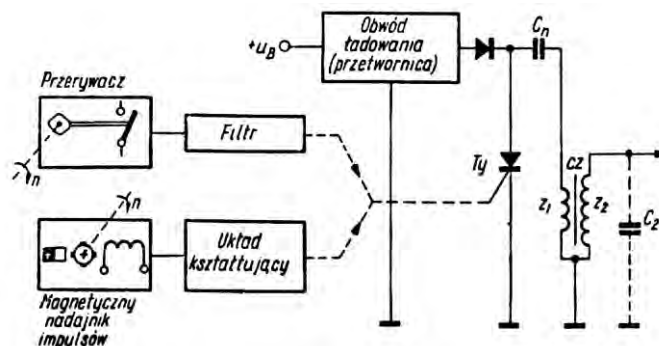 +u_B
Obwód
ładowania
(przetwornica)
C_n
Przerywacz
n
Filtr
Ty
cz
z_1
z_2
C_2
n
Układ
kształtujący
Magnetyczny
nadajnik
impulsów